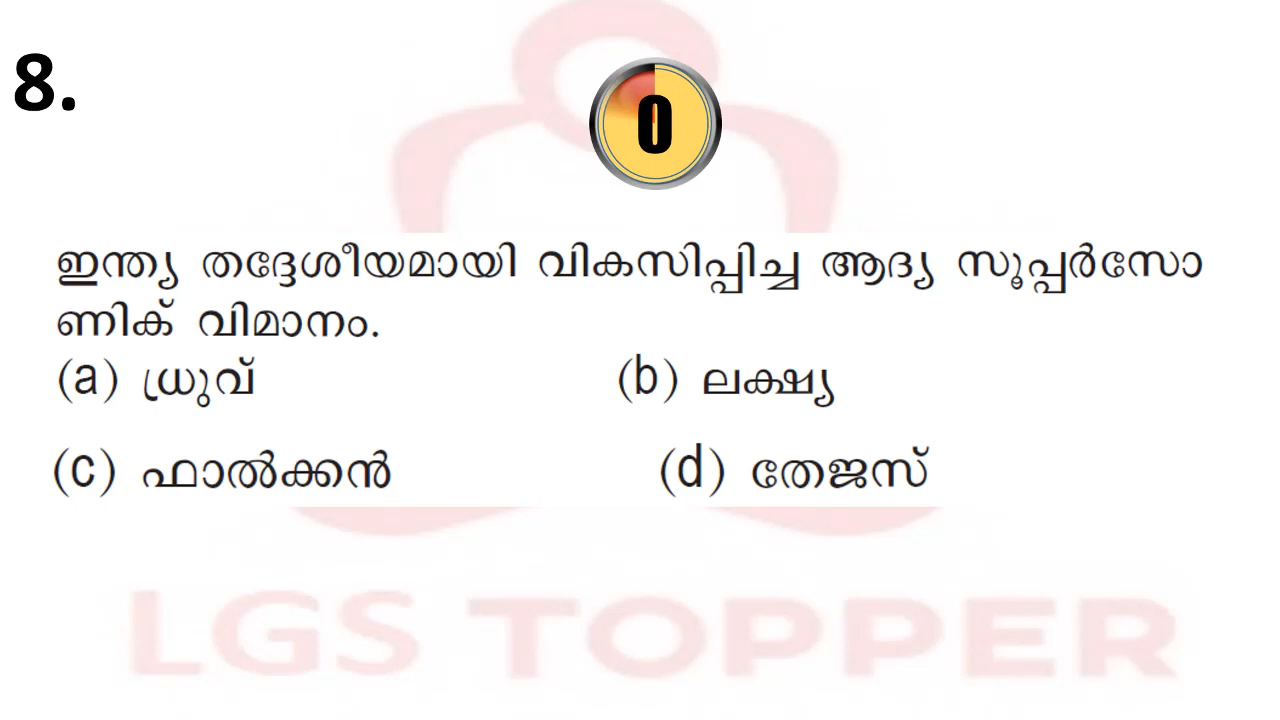 8.
0
ഇന്ത്യ തദ്ദേശീയമായി വികസിപ്പിച്ച ആദ്യ സൂപ്പർസോ
ണിക് വിമാനം.
(a) ധ്രുവ് (b) ലക്ഷ്യ
(c) ഫാൽക്കൻ (d) തേജസ്
LGS TOPPER